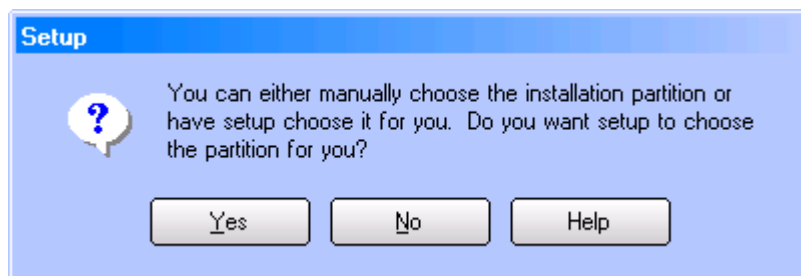 Setup
You can either manually choose the installation partition or
have setup choose it for you.  Do you want setup to choose
the partition for you?
Yes
No
Help